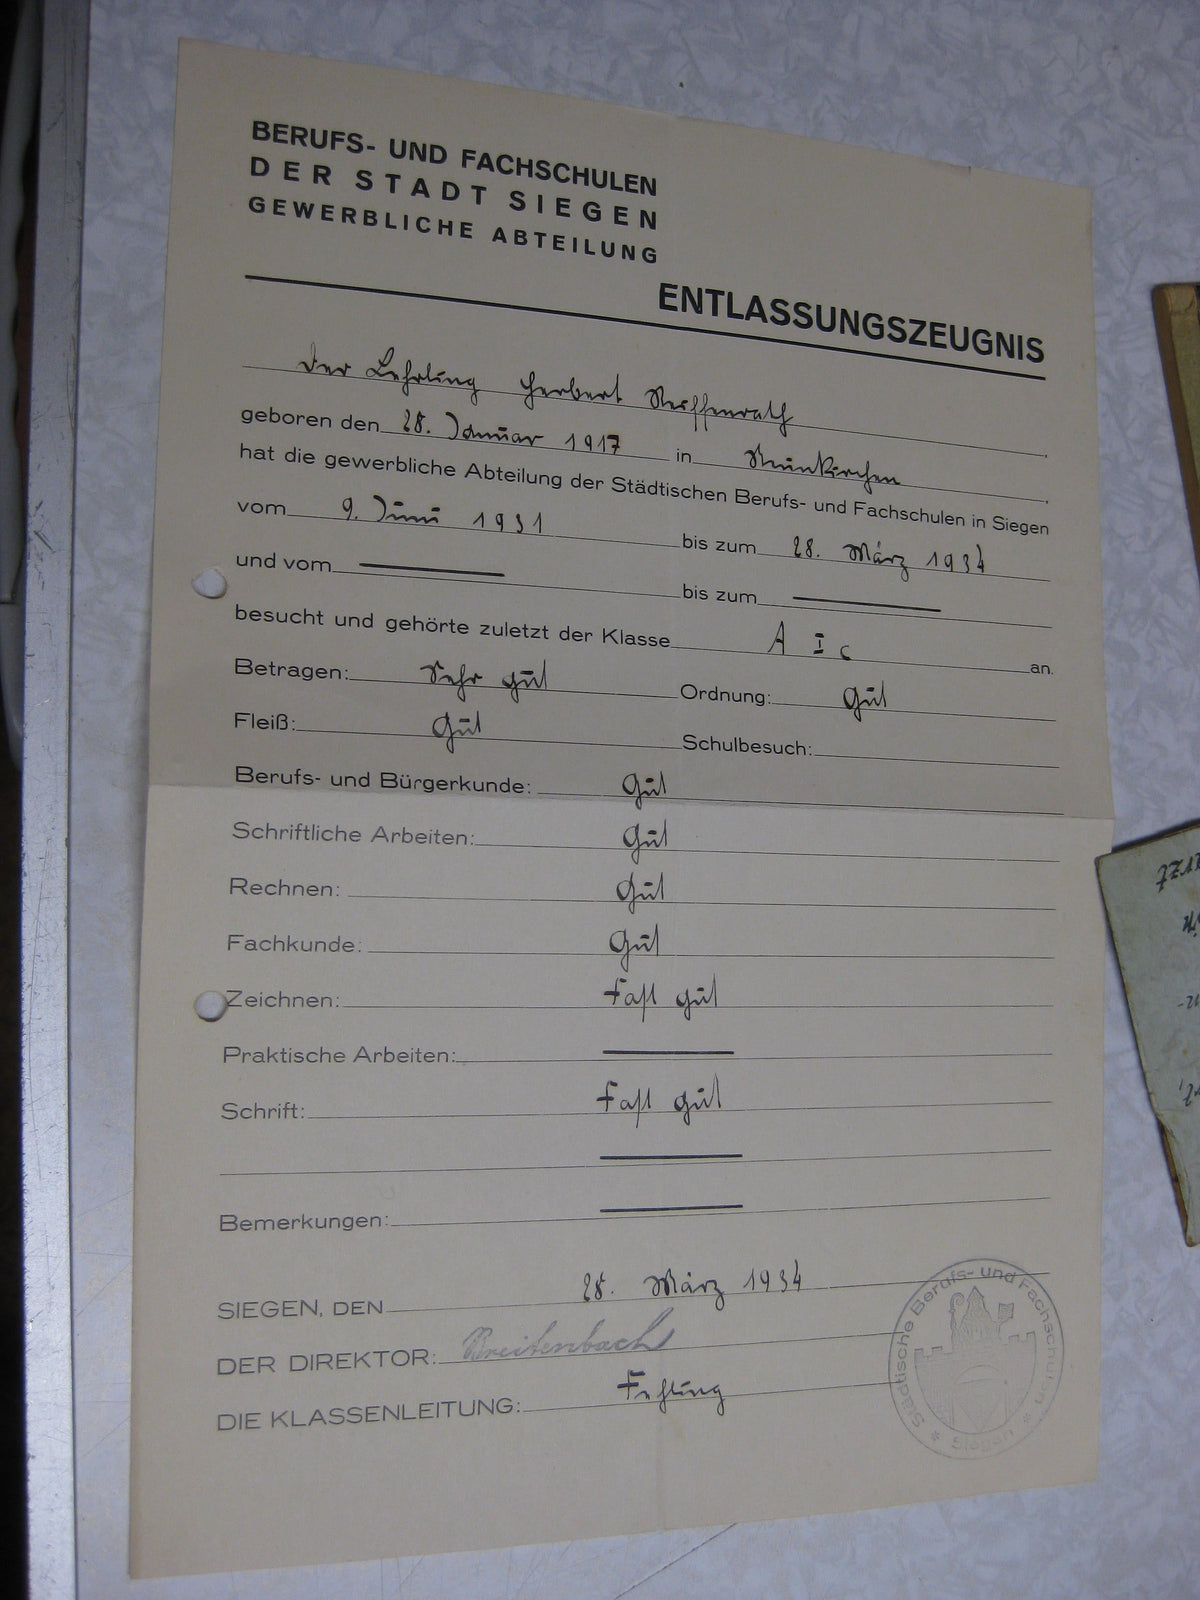 BERUFS- UND FACHSCHULEN
DER STADT SIEGEN
GEWERBLICHE ABTEILUNG
ENTLASSUNGSZEUGNIS
Der Lehrling Herbert Reiffenrath
geboren den 28. Januar 1917 in Neunkirchen
hat die gewerbliche Abteilung der Städtischen Berufs- und Fachschulen in Siegen
vom 9. Juni 1931 bis zum 28. März 1934
und vom bis zum
besucht und gehörte zuletzt der Klasse A I c an.
Betragen: Sehr gut Ordnung: Gut
Fleiß: Gut Schulbesuch:
Berufs- und Bürgerkunde: Gut
Schriftliche Arbeiten: Gut
Rechnen: Gut
Fachkunde: Gut
Zeichnen: Fast gut
Praktische Arbeiten:
Schrift: Fast gut
Bemerkungen:
SIEGEN, DEN 28. März 1934
DER DIREKTOR: Breitenbach
DIE KLASSENLEITUNG: Fehling
Städtische Berufs- und Fachschulen
* Siegen *